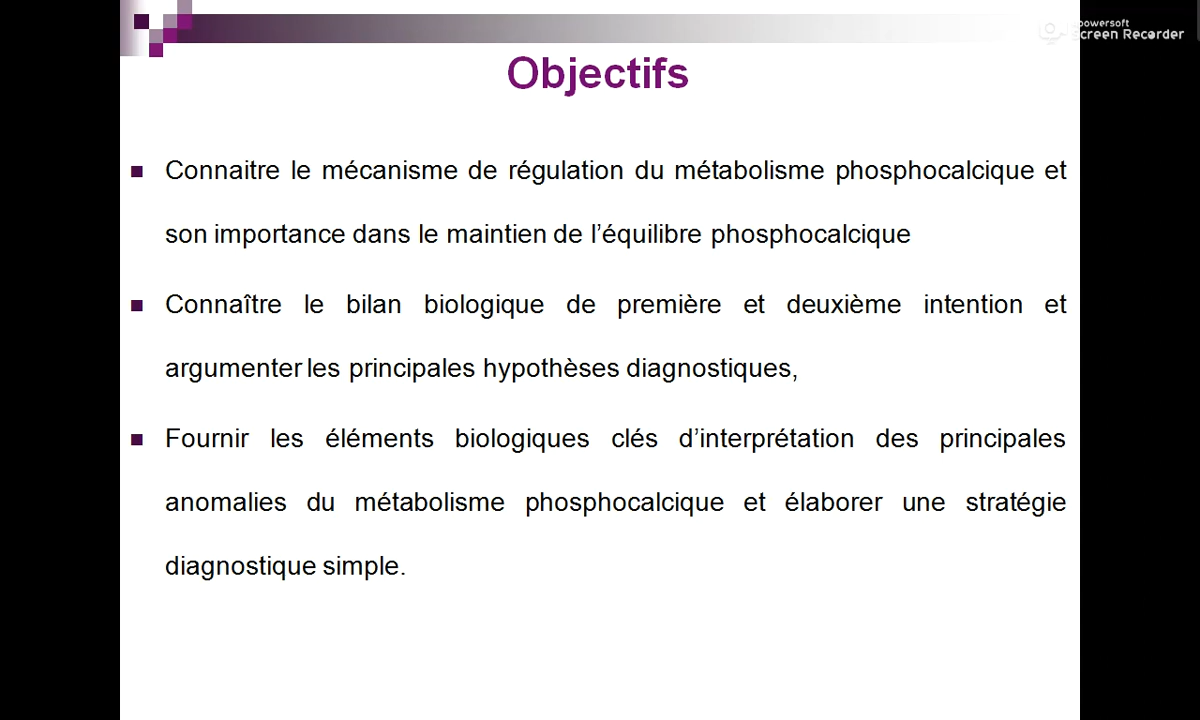 powersoft
Screen Recorder
Objectifs
Connaitre le mécanisme de régulation du métabolisme phosphocalcique et
son importance dans le maintien de l’équilibre phosphocalcique
Connaître le bilan biologique de première et deuxième intention et
argumenter les principales hypothèses diagnostiques,
Fournir les éléments biologiques clés d’interprétation des principales
anomalies du métabolisme phosphocalcique et élaborer une stratégie
diagnostique simple.